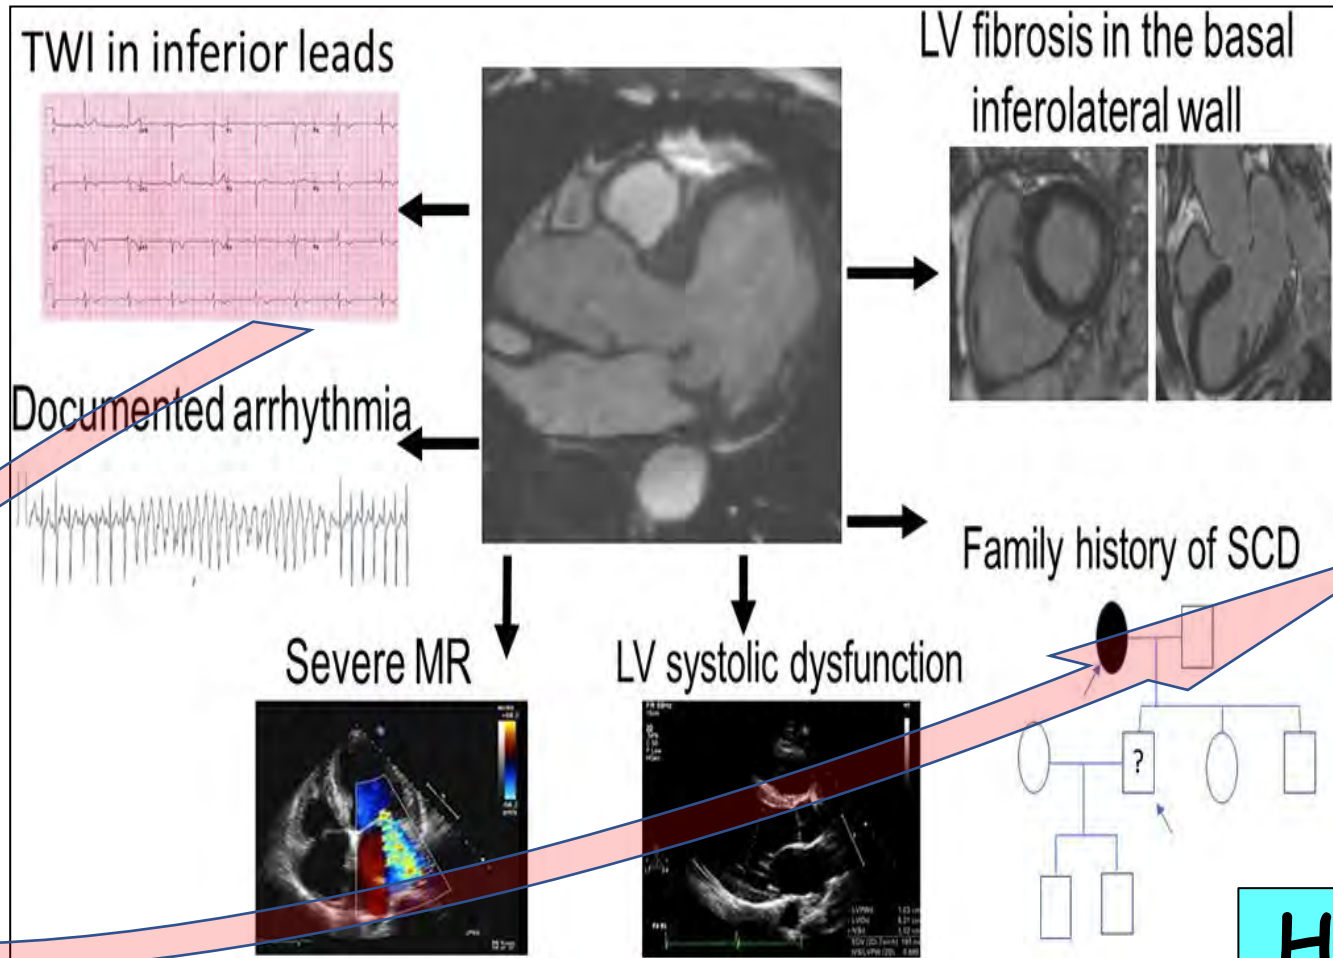 TWI in inferior leads
LV fibrosis in the basal
inferolateral wall
Documented arrhythmia
Family history of SCD
Severe MR
LV systolic dysfunction
?
H